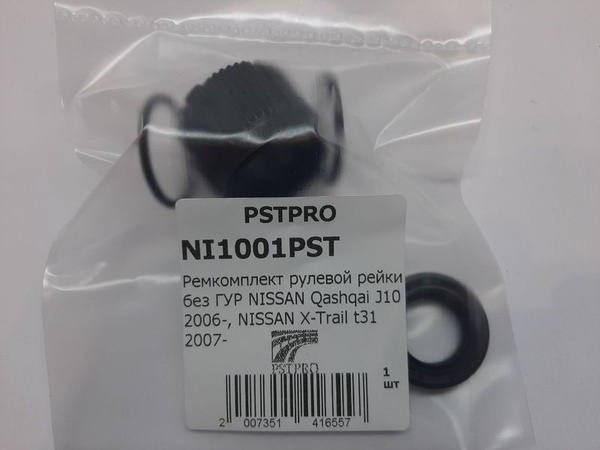 PSTPRO
NI1001PST
Ремкомплект рулевой рейки
без ГУР NISSAN Qashqai J10
2006-, NISSAN X-Trail t31
2007-
PSTPRO
1
шт
2 007351 416557